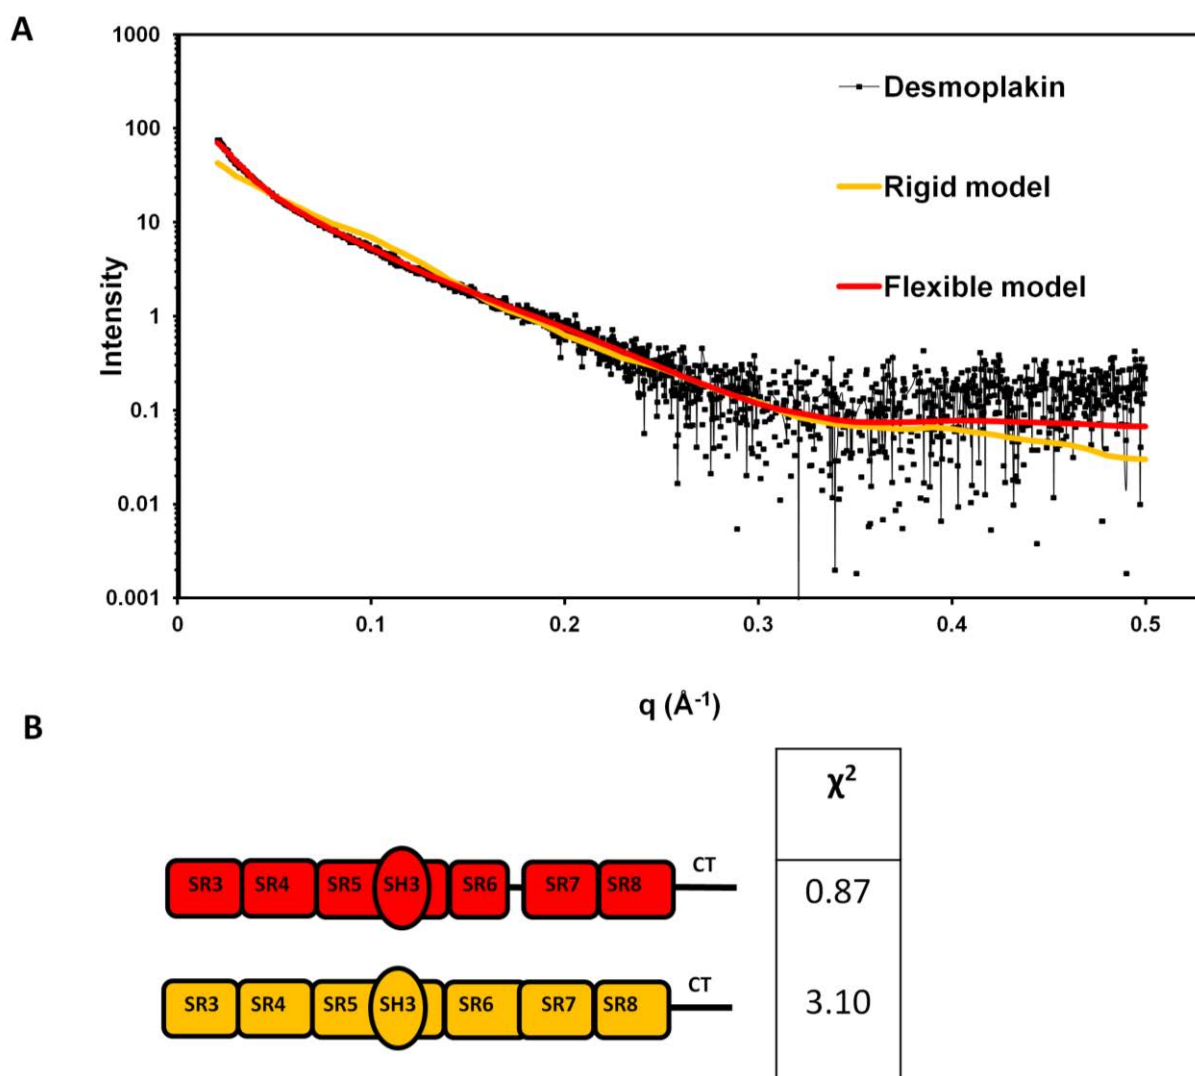 A
1000
100
10
1
0.1
0.01
0.001
Intensity
Desmoplakin
Rigid model
Flexible model
0 0.1 0.2 0.3 0.4 0.5
q (Å⁻¹)
B
χ²
SR3 SR4 SR5 SH3 SR6 SR7 SR8 CT
0.87
SR3 SR4 SR5 SH3 SR6 SR7 SR8 CT
3.10